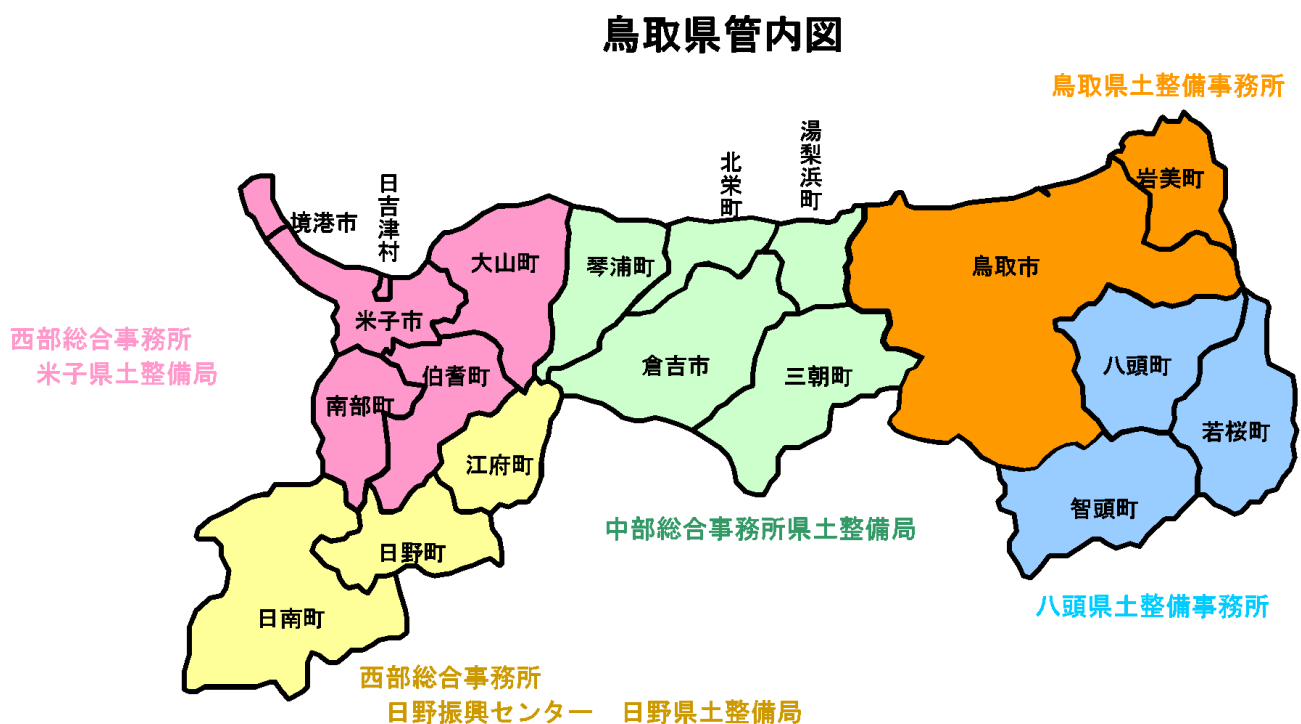 鳥取県管内図
鳥取県土整備事務所
湯梨浜町
北栄町
日吉津村
境港市
岩美町
大山町
琴浦町
鳥取市
米子市
西部総合事務所
米子県土整備局
伯耆町
倉吉市
三朝町
八頭町
南部町
若桜町
江府町
智頭町
中部総合事務所県土整備局
日野町
八頭県土整備事務所
日南町
西部総合事務所
日野振興センター　日野県土整備局